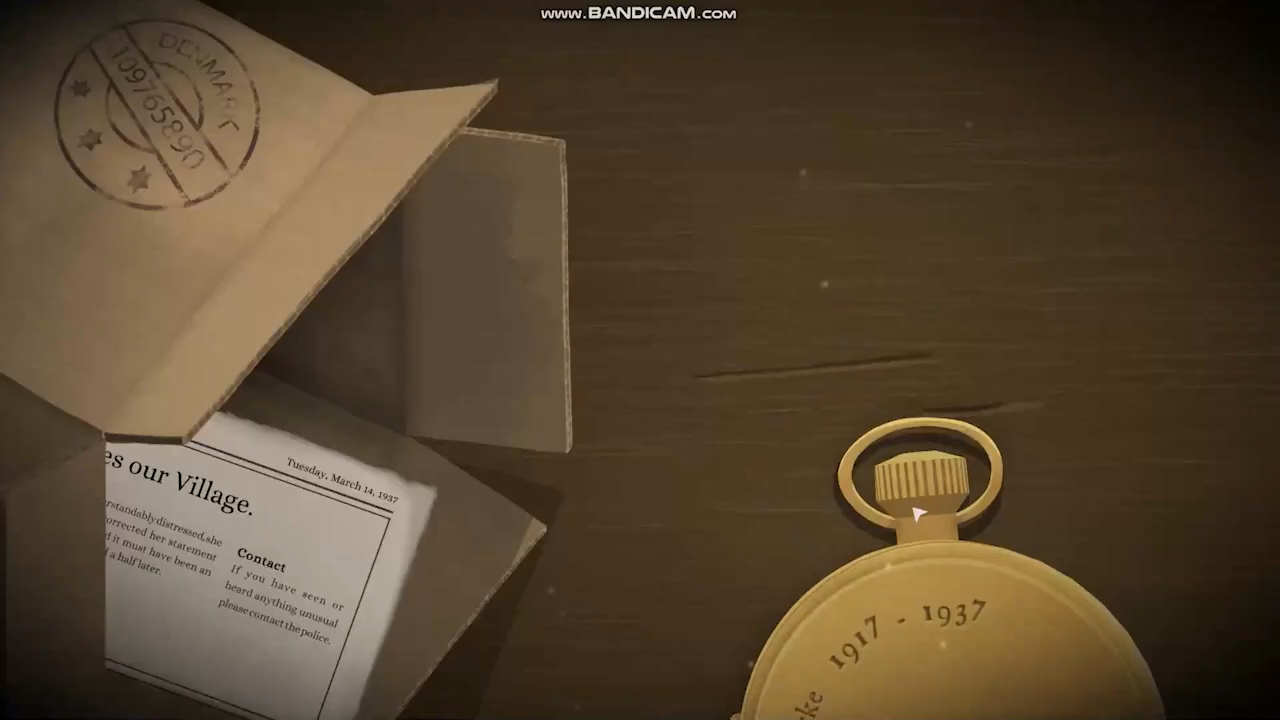 www.BANDICAM.com
DENMARK
109765890
Tuesday, March 14, 1937
es our Village.
rstandably distressed, she
orrected her statement
d it must have been an
f a half later.
Contact
If you have seen or
heard anything unusual
please contact the police.
1917 - 1937
ke